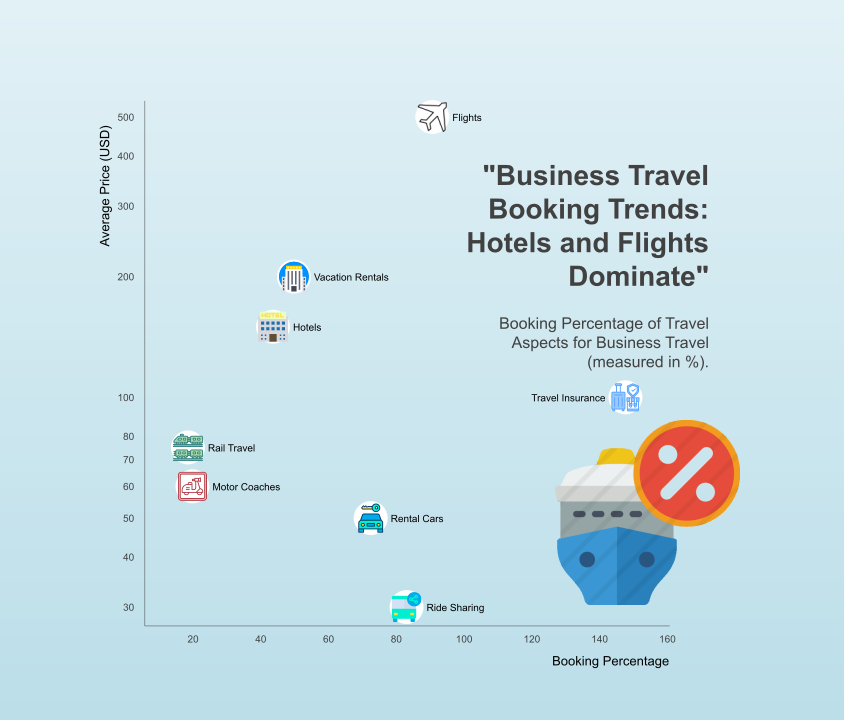 "Business Travel
Booking Trends:
Hotels and Flights
Dominate"
Booking Percentage of Travel
Aspects for Business Travel
(measured in %).
Average Price (USD)
500
400
300
200
100
80
70
60
50
40
30
Flights
Vacation Rentals
HOTEL
Hotels
Travel Insurance
Rail Travel
Motor Coaches
Rental Cars
Ride Sharing
20
40
60
80
100
120
140
160
Booking Percentage